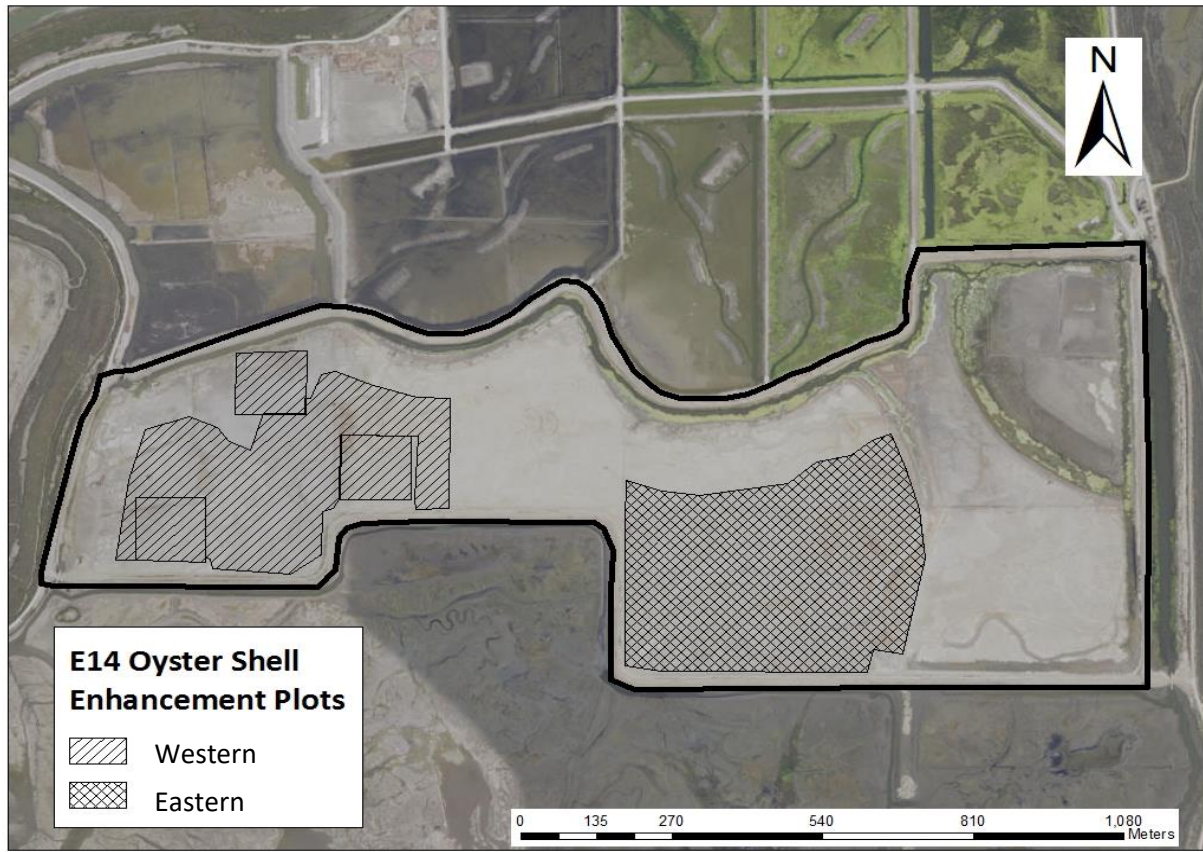 N
E14 Oyster Shell
Enhancement Plots
Western
Eastern
0 135 270 540 810 1,080
Meters